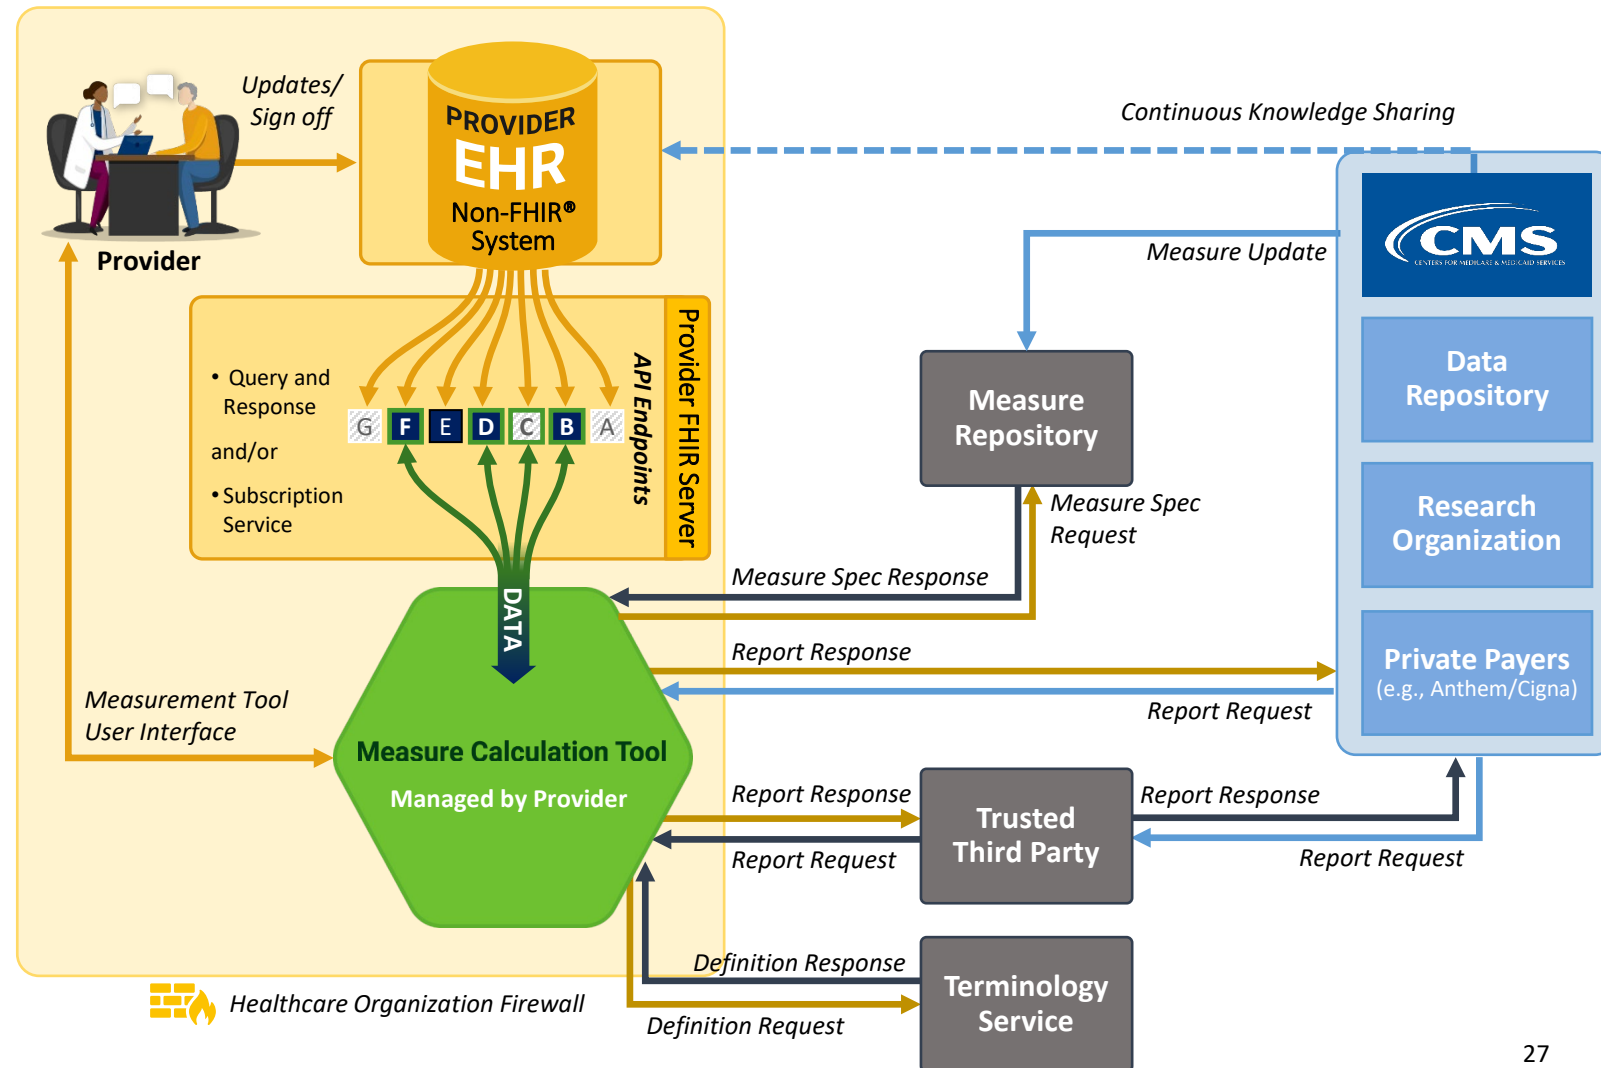 Updates/
Sign off
PROVIDER
EHR
Non-FHIR®
System
Provider
Continuous Knowledge Sharing
CMS
CENTERS FOR MEDICARE & MEDICAID SERVICES
Measure Update
Data
Repository
Research
Organization
Private Payers
(e.g., Anthem/Cigna)
• Query and
Response
and/or
• Subscription
Service
G F E D C B A
API Endpoints
Provider FHIR Server
Measure
Repository
Measure Spec
Request
Measure Spec Response
DATA
Report Response
Report Request
Measurement Tool
User Interface
Measure Calculation Tool
Managed by Provider
Report Response
Report Request
Trusted
Third Party
Report Response
Report Request
Definition Response
Definition Request
Terminology
Service
Healthcare Organization Firewall
27